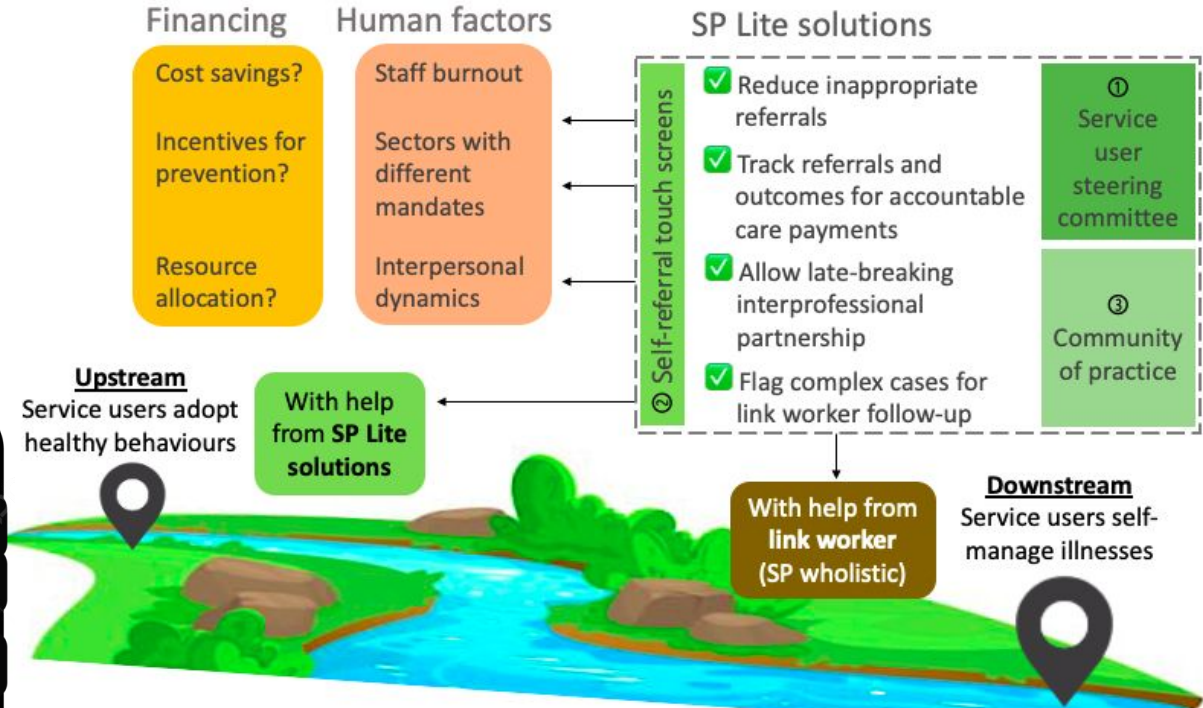 Financing
Human factors
SP Lite solutions
Cost savings?
Incentives for
prevention?
Resource
allocation?
Staff burnout
Sectors with
different
mandates
Interpersonal
dynamics
② Self-referral touch screens
✅ Reduce inappropriate
referrals
✅ Track referrals and
outcomes for accountable
care payments
✅ Allow late-breaking
interprofessional
partnership
✅ Flag complex cases for
link worker follow-up
①
Service
user
steering
committee
③
Community
of practice
Upstream
Service users adopt
healthy behaviours
With help
from SP Lite
solutions
With help from
link worker
(SP wholistic)
Downstream
Service users self-
manage illnesses